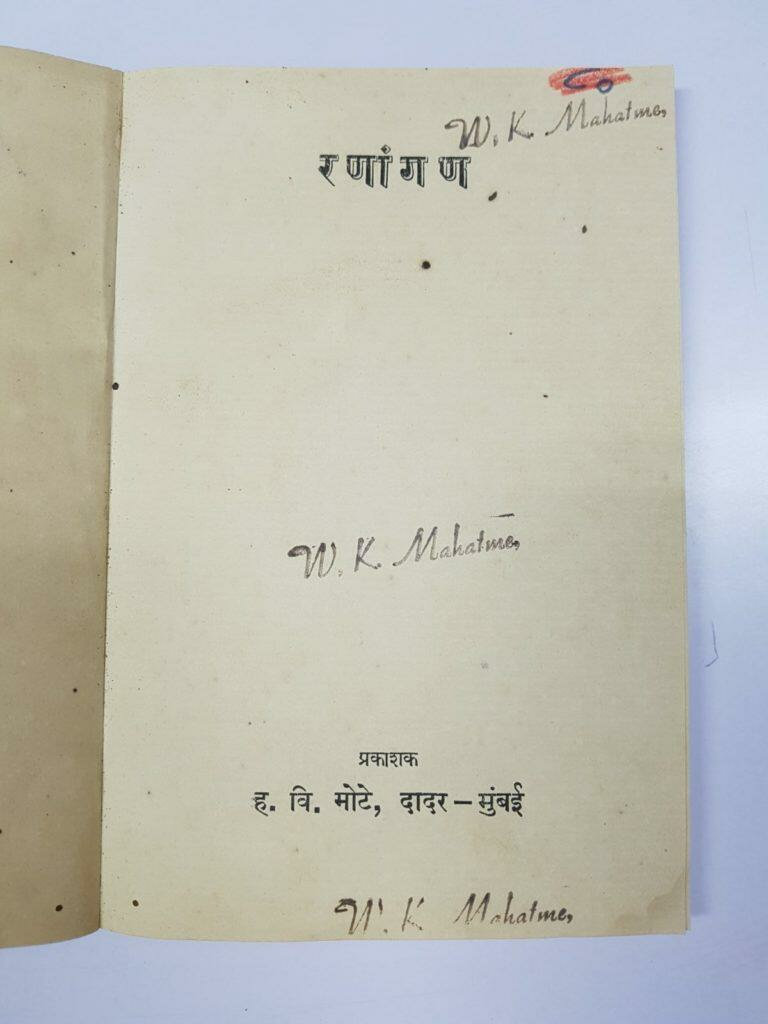 W. K. Mahatme,
रणांगण
W. K. Mahatme,
प्रकाशक
ह. वि. मोटे, दादर – मुंबई
W. K Mahatme,